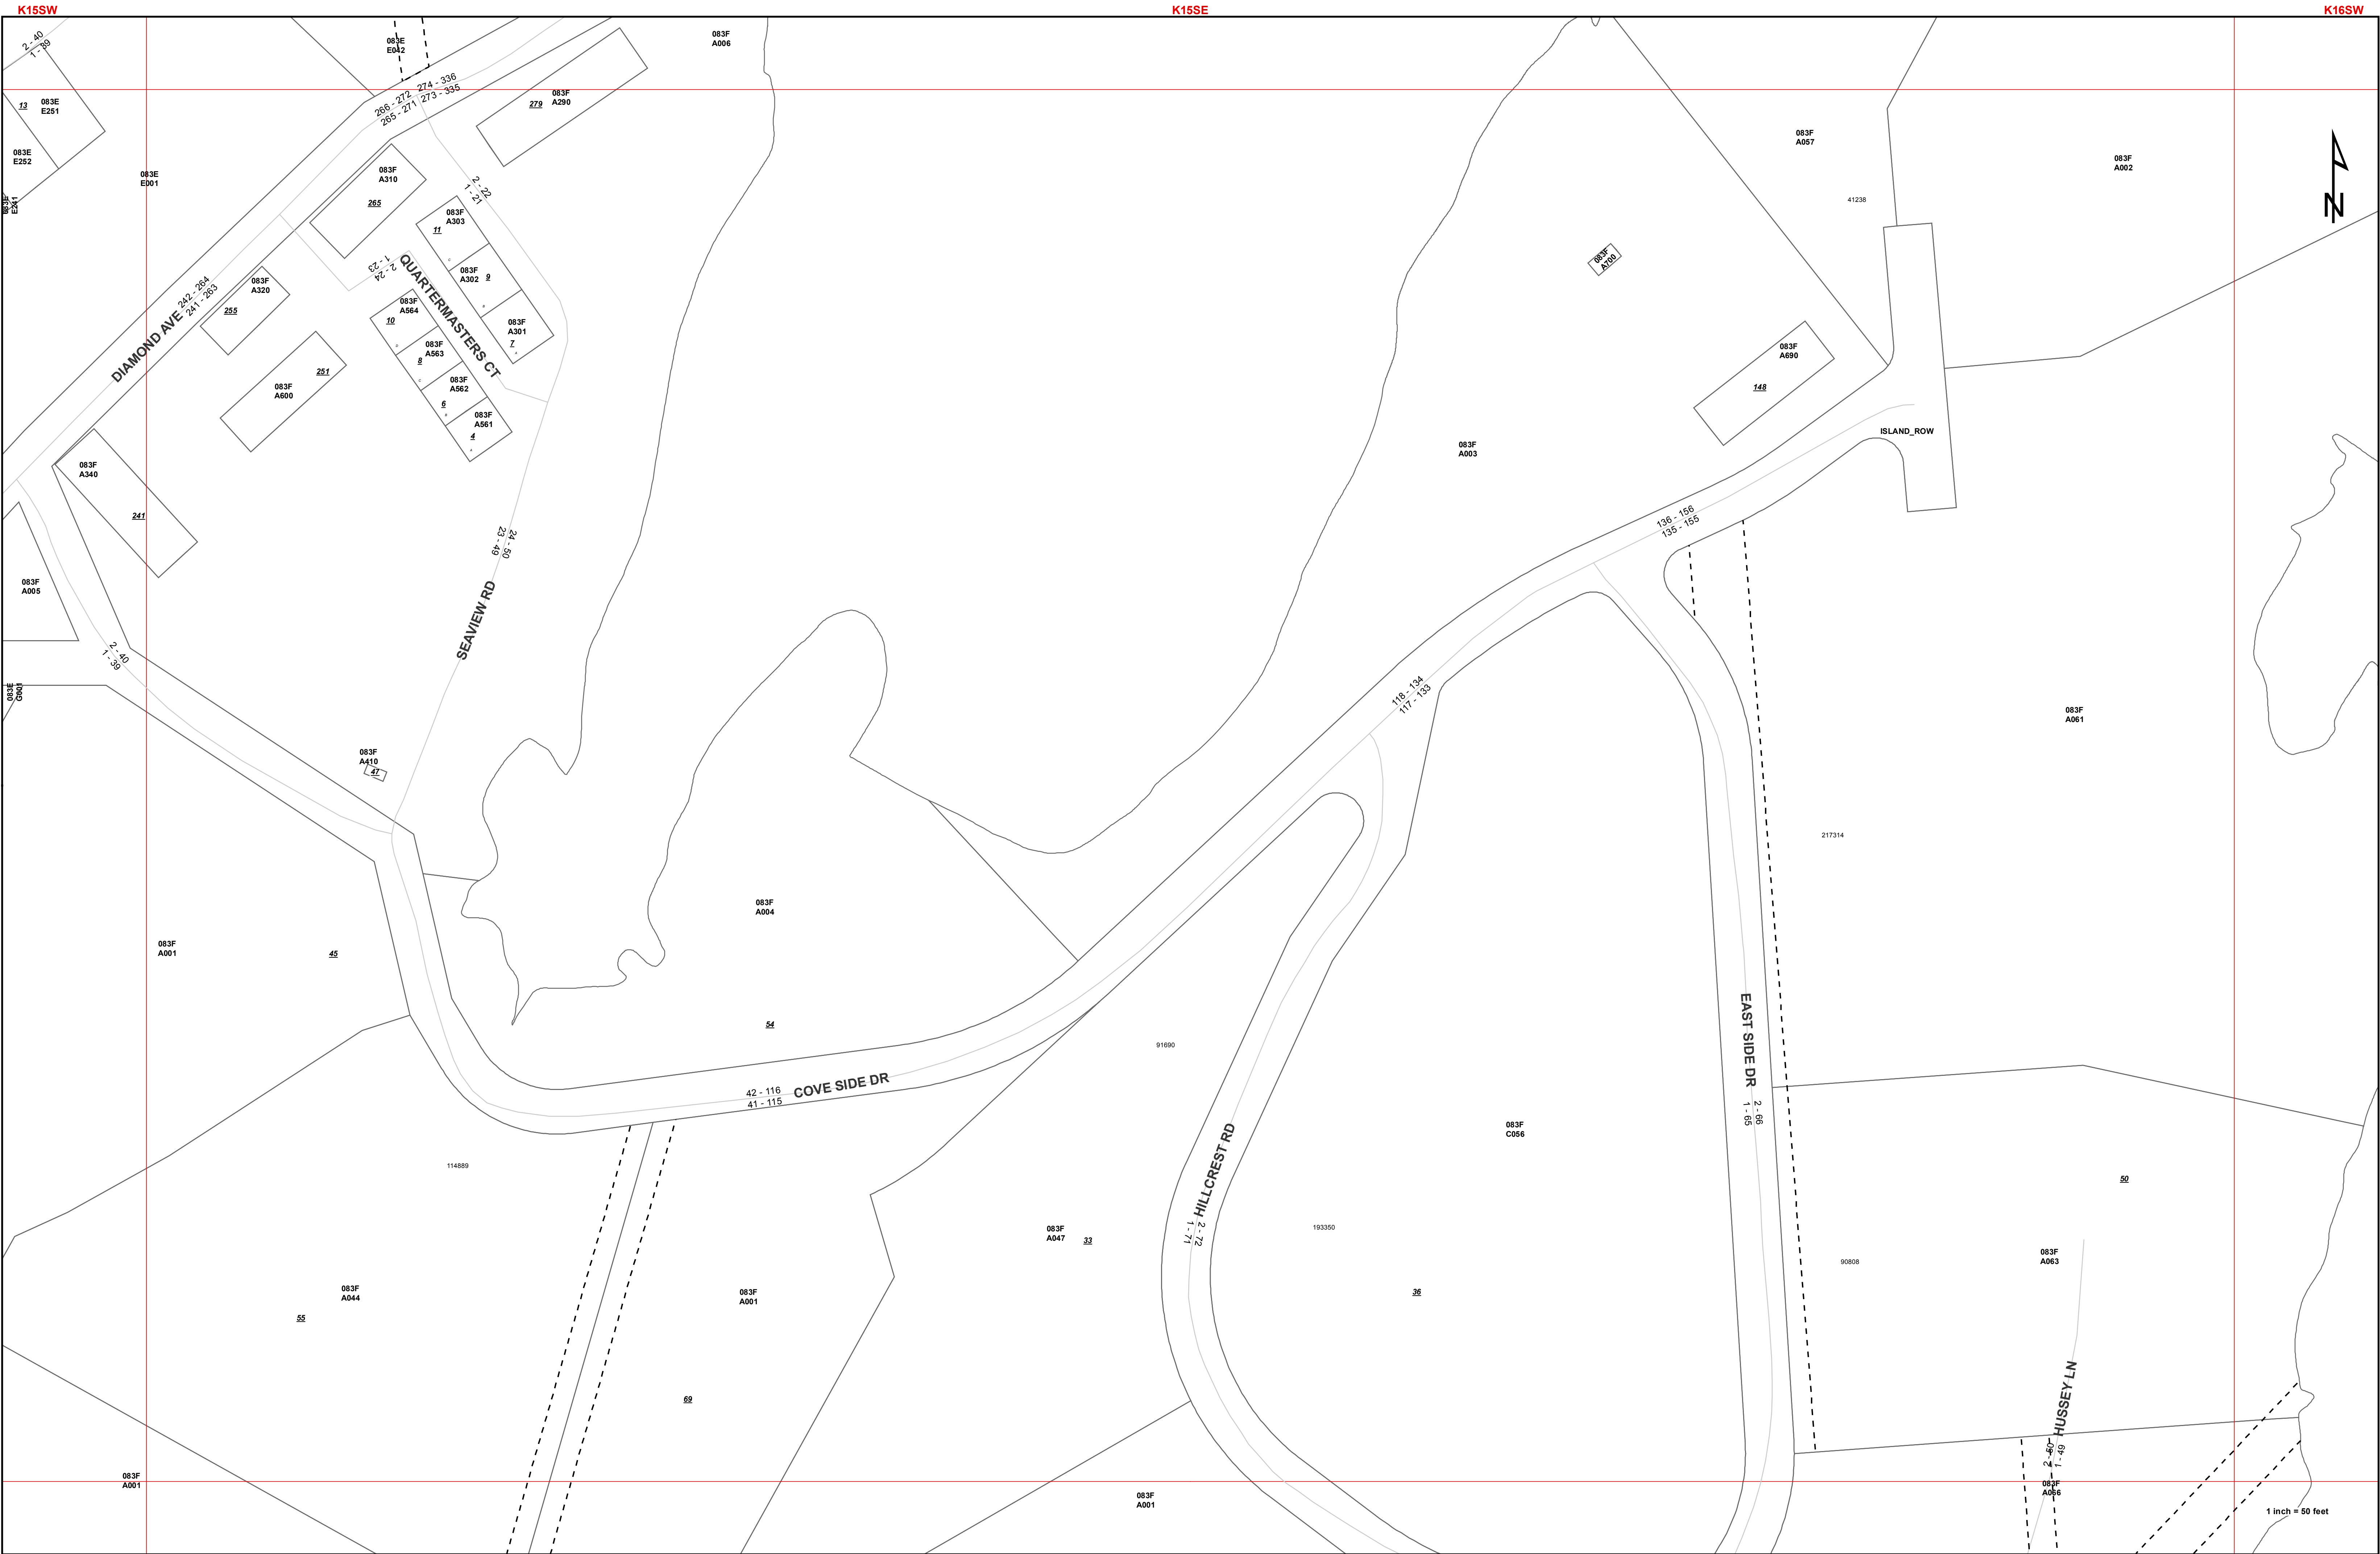 K15SW
K15SE
K16SW
2 - 40
1 - 39
083E
E042
083F
A006
266 - 272
274 - 336
265 - 271
273 - 335
279
083F
A290
13
083E
E251
083E
E252
083E
E001
083E
E241
083F
A310
265
2 - 22
1 - 21
083F
A303
11
083F
A302
9
083F
A301
7
2 - 24
1 - 23
QUARTERMASTERS CT
083F
A564
10
083F
A563
8
083F
A562
6
083F
A561
4
DIAMOND AVE
242 - 264
241 - 263
083F
A320
255
251
083F
A600
083F
A340
241
083F
A005
24 - 50
23 - 49
SEAVIEW RD
2 - 40
1 - 39
083E
G001
083F
A410
47
083F
A057
083F
A002
41238
N
083F
A700
083F
A690
148
083F
A003
ISLAND_ROW
136 - 156
135 - 155
118 - 134
117 - 133
083F
A061
217314
083F
A004
083F
A001
45
54
91690
42 - 116
41 - 115
COVE SIDE DR
EAST SIDE DR
2 - 66
1 - 65
083F
C056
HILLCREST RD
2 - 72
1 - 71
114889
50
083F
A047
33
193350
083F
A063
90808
083F
A044
55
083F
A001
36
69
HUSSEY LN
2 - 50
1 - 49
083F
A001
083F
A001
083F
A066
1 inch = 50 feet